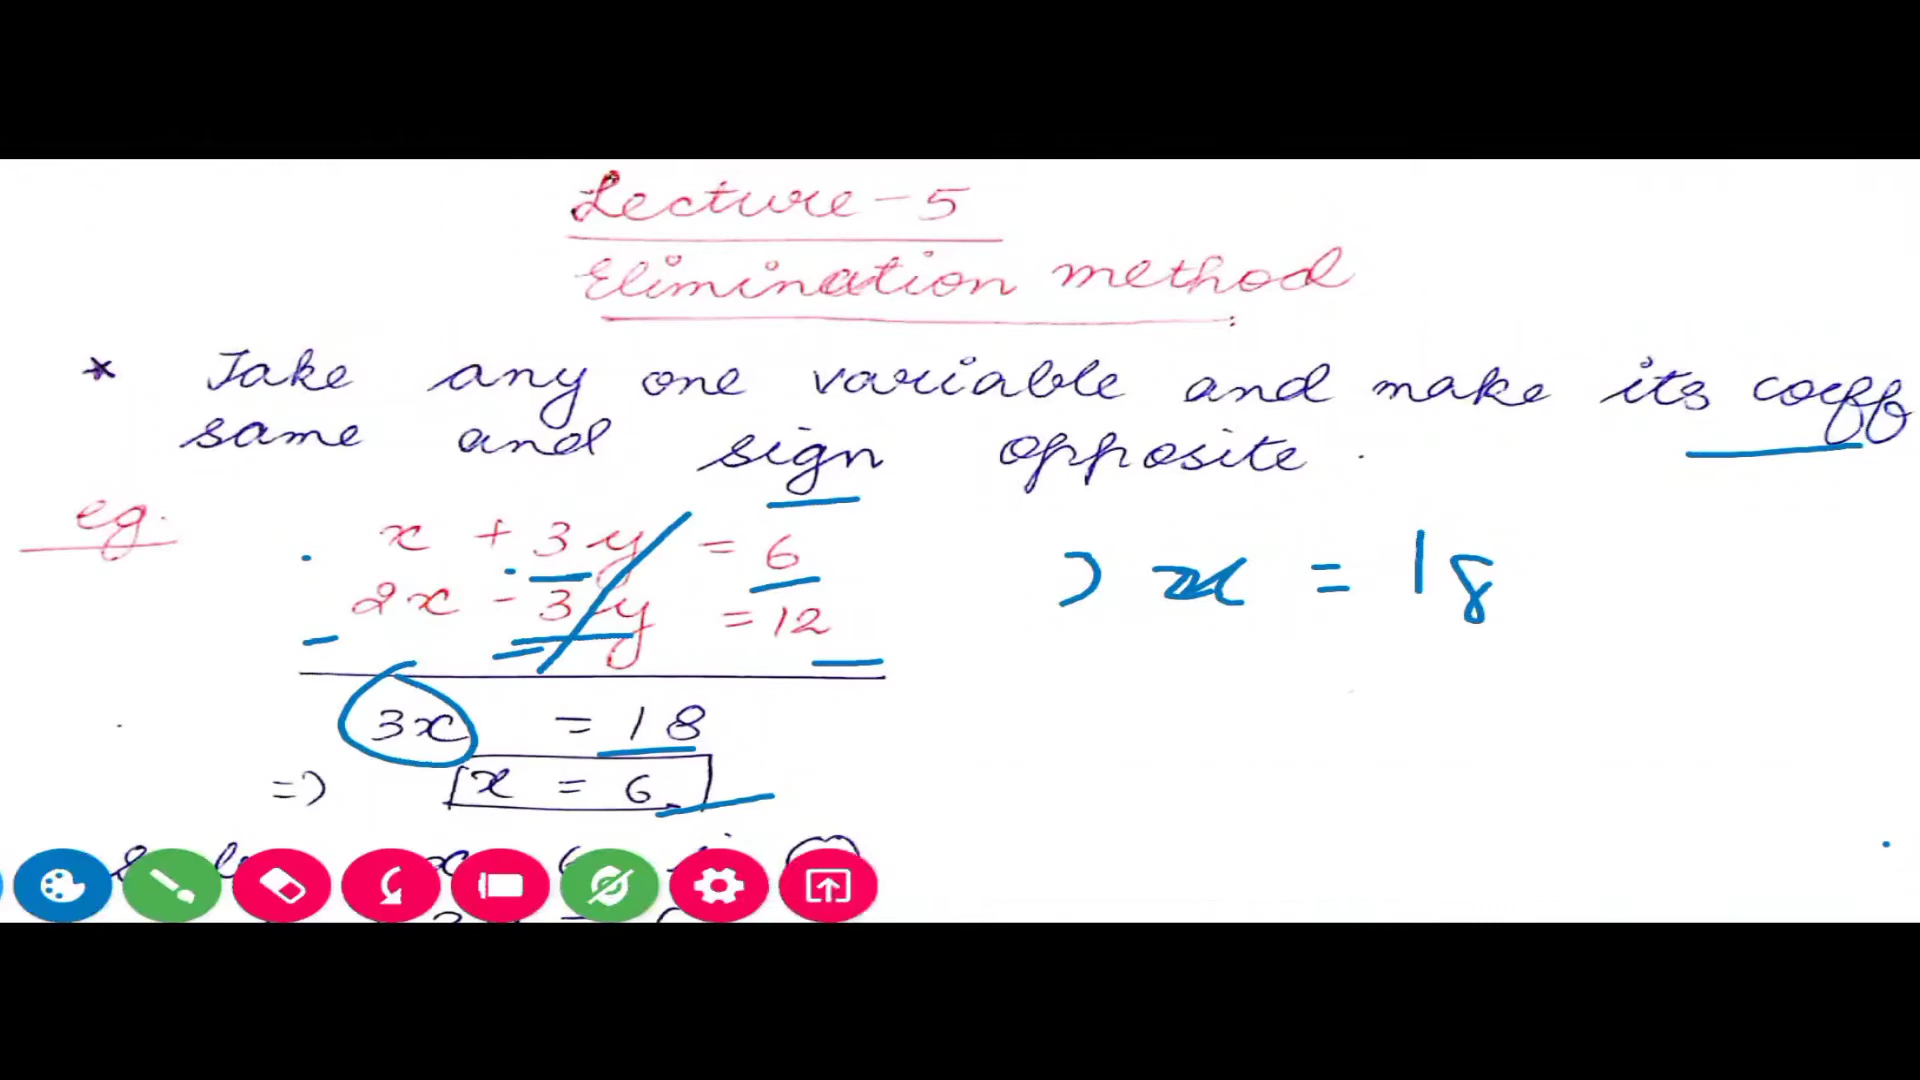 Lecture-5
Elimination method
* Take any one variable and make its coeff
same and sign opposite.
eg.
x + 3y = 6
2x - 3y = 12
3x = 18
=> x = 6
x = 18